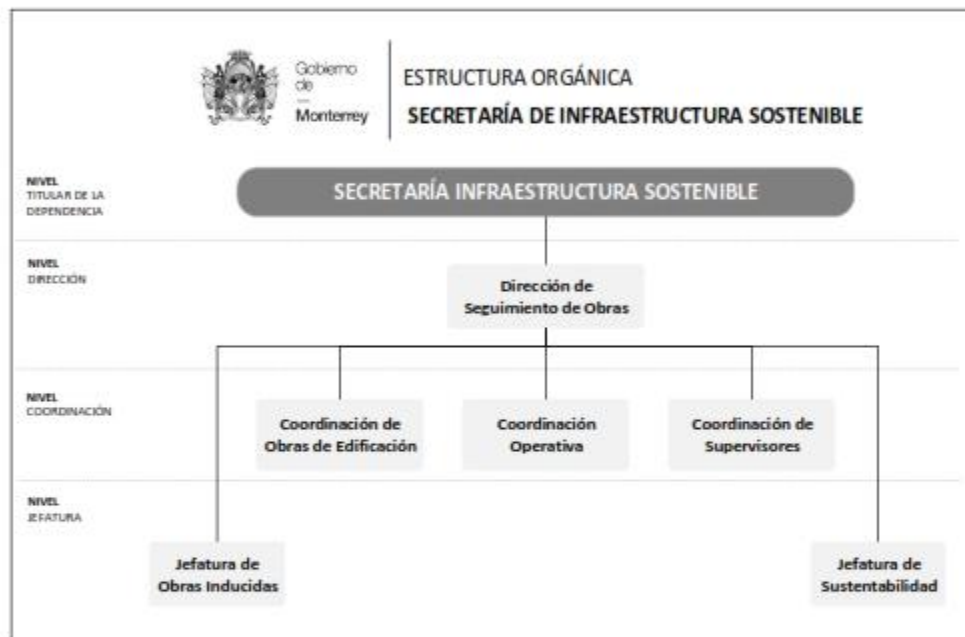 Gobierno
de
—
Monterrey
ESTRUCTURA ORGÁNICA
SECRETARÍA DE INFRAESTRUCTURA SOSTENIBLE
NIVEL
TITULAR DE LA
DEPENDENCIA
SECRETARÍA INFRAESTRUCTURA SOSTENIBLE
NIVEL
DIRECCIÓN
Dirección de
Seguimiento de Obras
NIVEL
COORDINACIÓN
Coordinación de
Obras de Edificación
Coordinación
Operativa
Coordinación de
Supervisores
NIVEL
JEFATURA
Jefatura de
Obras Inducidas
Jefatura de
Sustentabilidad